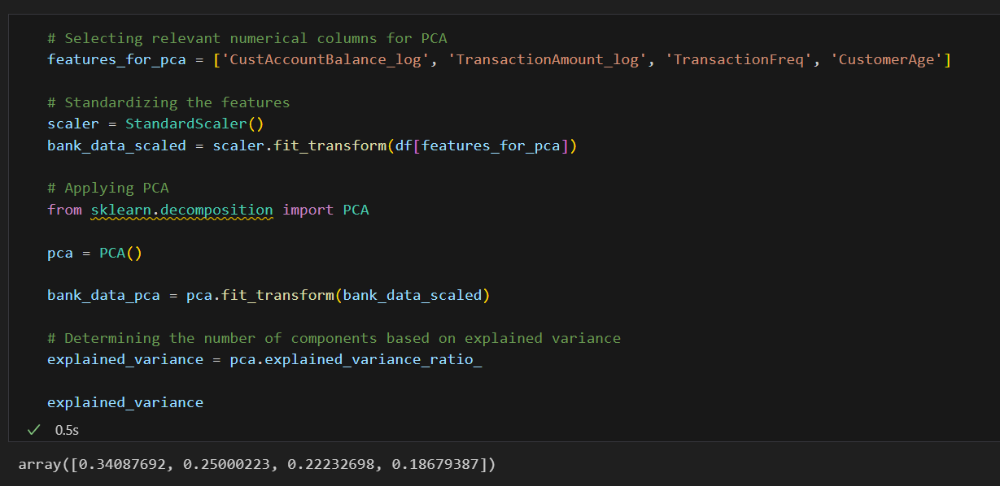 # Selecting relevant numerical columns for PCA
features_for_pca = ['CustAccountBalance_log', 'TransactionAmount_log', 'TransactionFreq', 'CustomerAge']
# Standardizing the features
scaler = StandardScaler()
bank_data_scaled = scaler.fit_transform(df[features_for_pca])
# Applying PCA
from sklearn.decomposition import PCA
pca = PCA()
bank_data_pca = pca.fit_transform(bank_data_scaled)
# Determining the number of components based on explained variance
explained_variance = pca.explained_variance_ratio_
explained_variance
0.5s
array([0.34087692, 0.25000223, 0.22232698, 0.18679387])